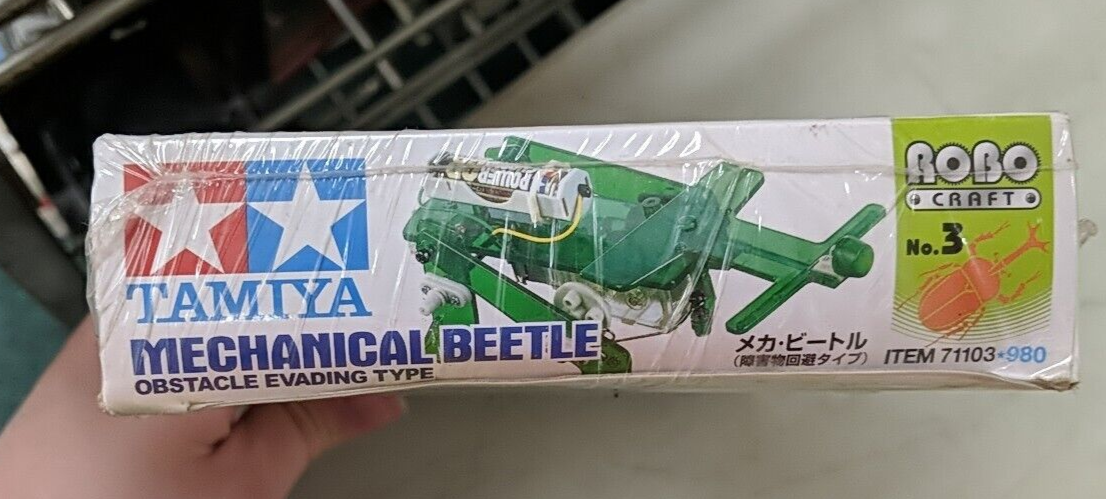 TAMIYA
MECHANICAL BEETLE
OBSTACLE EVADING TYPE
POWER
メカ・ビートル
(障害物回避タイプ)
ROBO
CRAFT
No.3
ITEM 71103★980